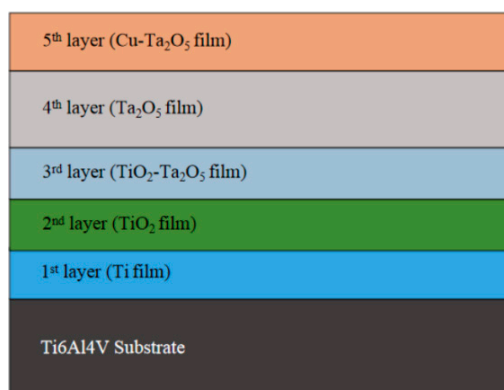 5th layer (Cu-Ta2O5 film)
4th layer (Ta2O5 film)
3rd layer (TiO2-Ta2O5 film)
2nd layer (TiO2 film)
1st layer (Ti film)
Ti6Al4V Substrate